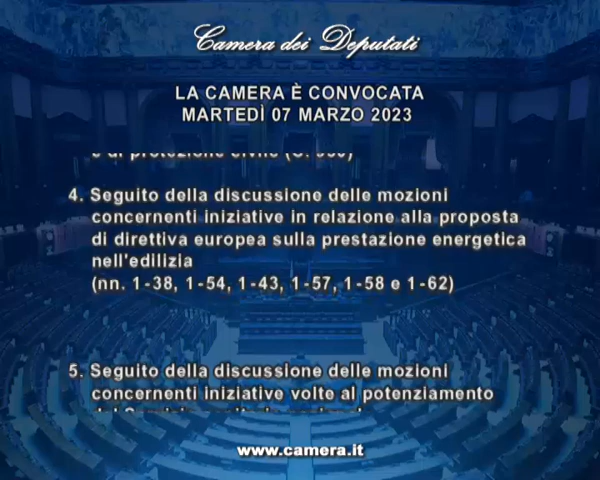 Camera dei Deputati
LA CAMERA È CONVOCATA
MARTEDÌ 07 MARZO 2023
e di protezione civile
4. Seguito della discussione delle mozioni
concernenti iniziative in relazione alla proposta
di direttiva europea sulla prestazione energetica
nell'edilizia
(nn. 1-38, 1-54, 1-43, 1-57, 1-58 e 1-62)
5. Seguito della discussione delle mozioni
concernenti iniziative volte al potenziamento
www.camera.it